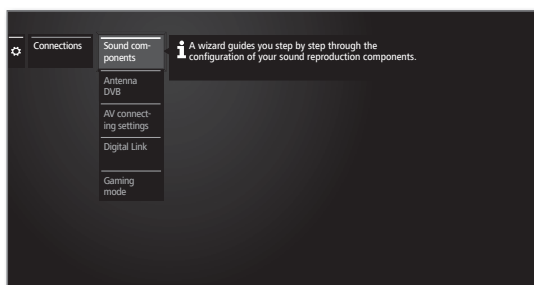 Connections
Sound com-
ponents
A wizard guides you step by step through the
configuration of your sound reproduction components.
Antenna
DVB
AV connect-
ing settings
Digital Link
Gaming
mode